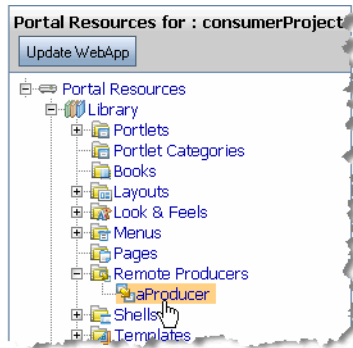 Portal Resources for : consumerProject
Update WebApp
Portal Resources
Library
Portlets
Portlet Categories
Books
Layouts
Look & Feels
Menus
Pages
Remote Producers
aProducer
Shells
Templates